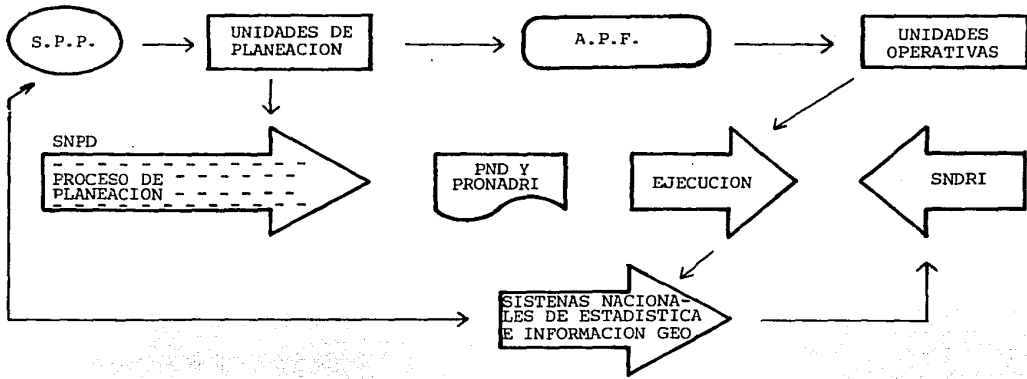 S.P.P.
UNIDADES DE
PLANEACION
A.P.F.
UNIDADES
OPERATIVAS
SNPD
PROCESO DE
PLANEACION
PND Y
PRONADRI
EJECUCION
SNDRI
SISTENAS NACIONA-
LES DE ESTADISTICA
E INFORMACION GEO